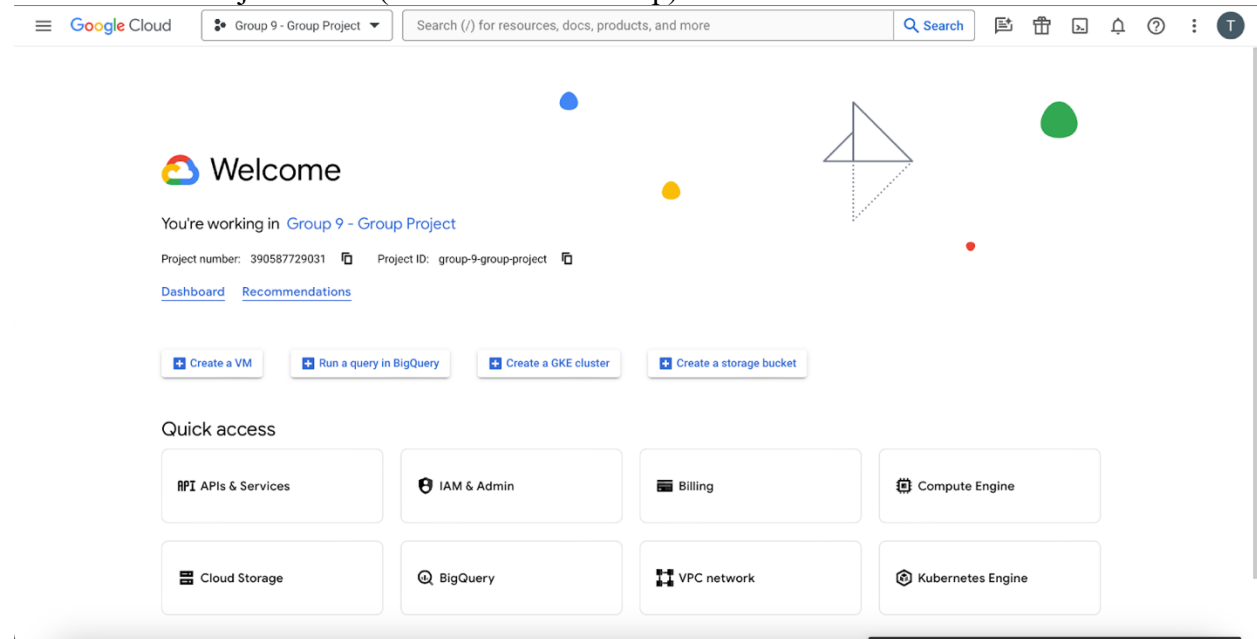 Google Cloud Group 9 - Group Project Search (/) for resources, docs, products, and more Search T
Welcome
You're working in Group 9 - Group Project
Project number: 390587729031 Project ID: group-9-group-project
Dashboard Recommendations
Create a VM Run a query in BigQuery Create a GKE cluster Create a storage bucket
Quick access
API APIs & Services IAM & Admin Billing Compute Engine
Cloud Storage BigQuery VPC network Kubernetes Engine